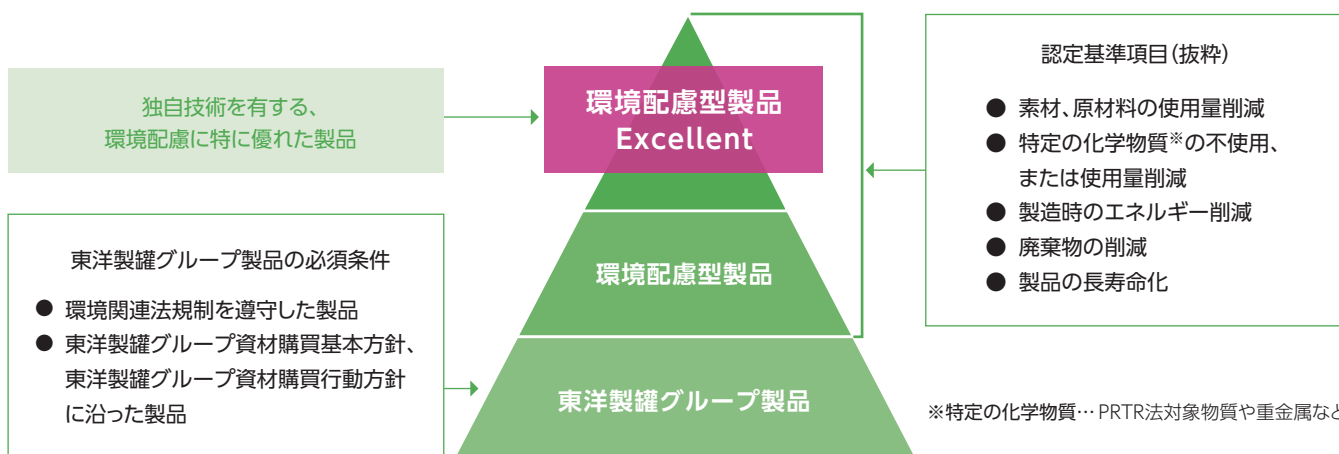 独自技術を有する、
環境配慮に特に優れた製品
環境配慮型製品
Excellent
認定基準項目（抜粋）
● 素材、原材料の使用量削減
● 特定の化学物質※の不使用、
または使用量削減
● 製造時のエネルギー削減
● 廃棄物の削減
● 製品の長寿命化
東洋製罐グループ製品の必須条件
● 環境関連法規制を遵守した製品
● 東洋製罐グループ資材購買基本方針、
東洋製罐グループ資材購買行動方針
に沿った製品
環境配慮型製品
東洋製罐グループ製品
※特定の化学物質…PRTR法対象物質や重金属など